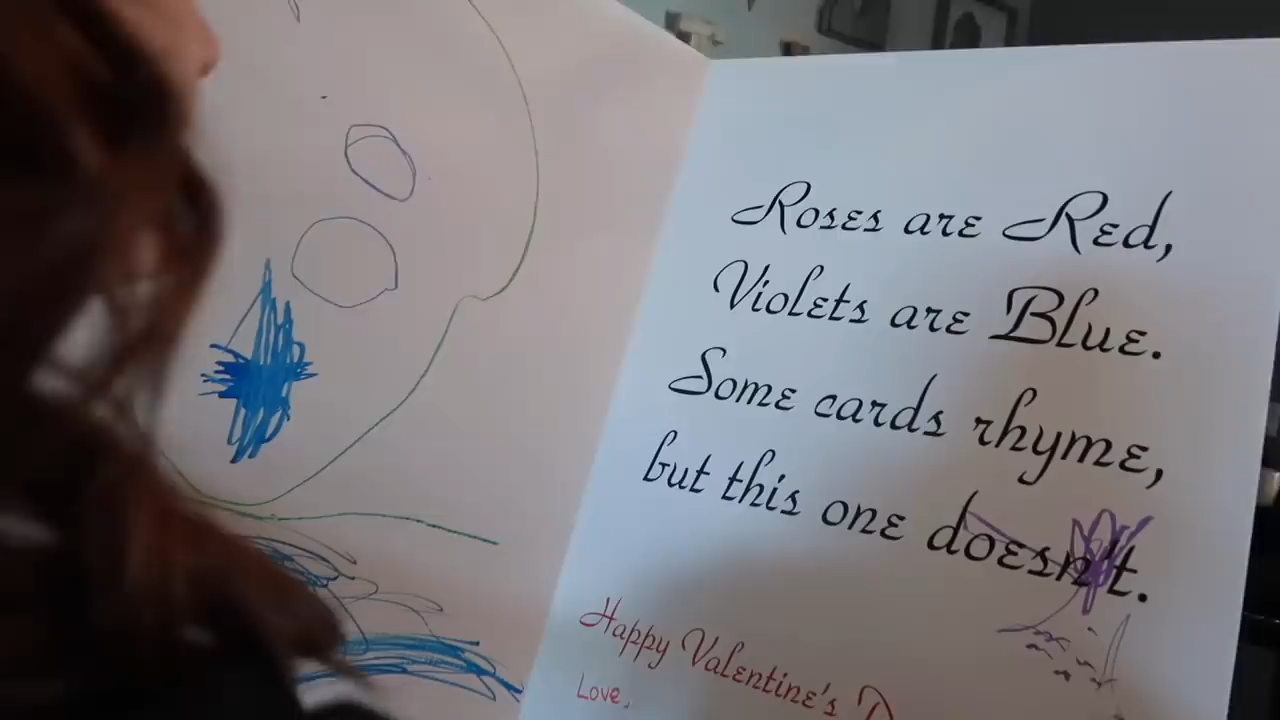 Roses are Red,
Violets are Blue.
Some cards rhyme,
but this one doesn't.
Happy Valentine's
Love,